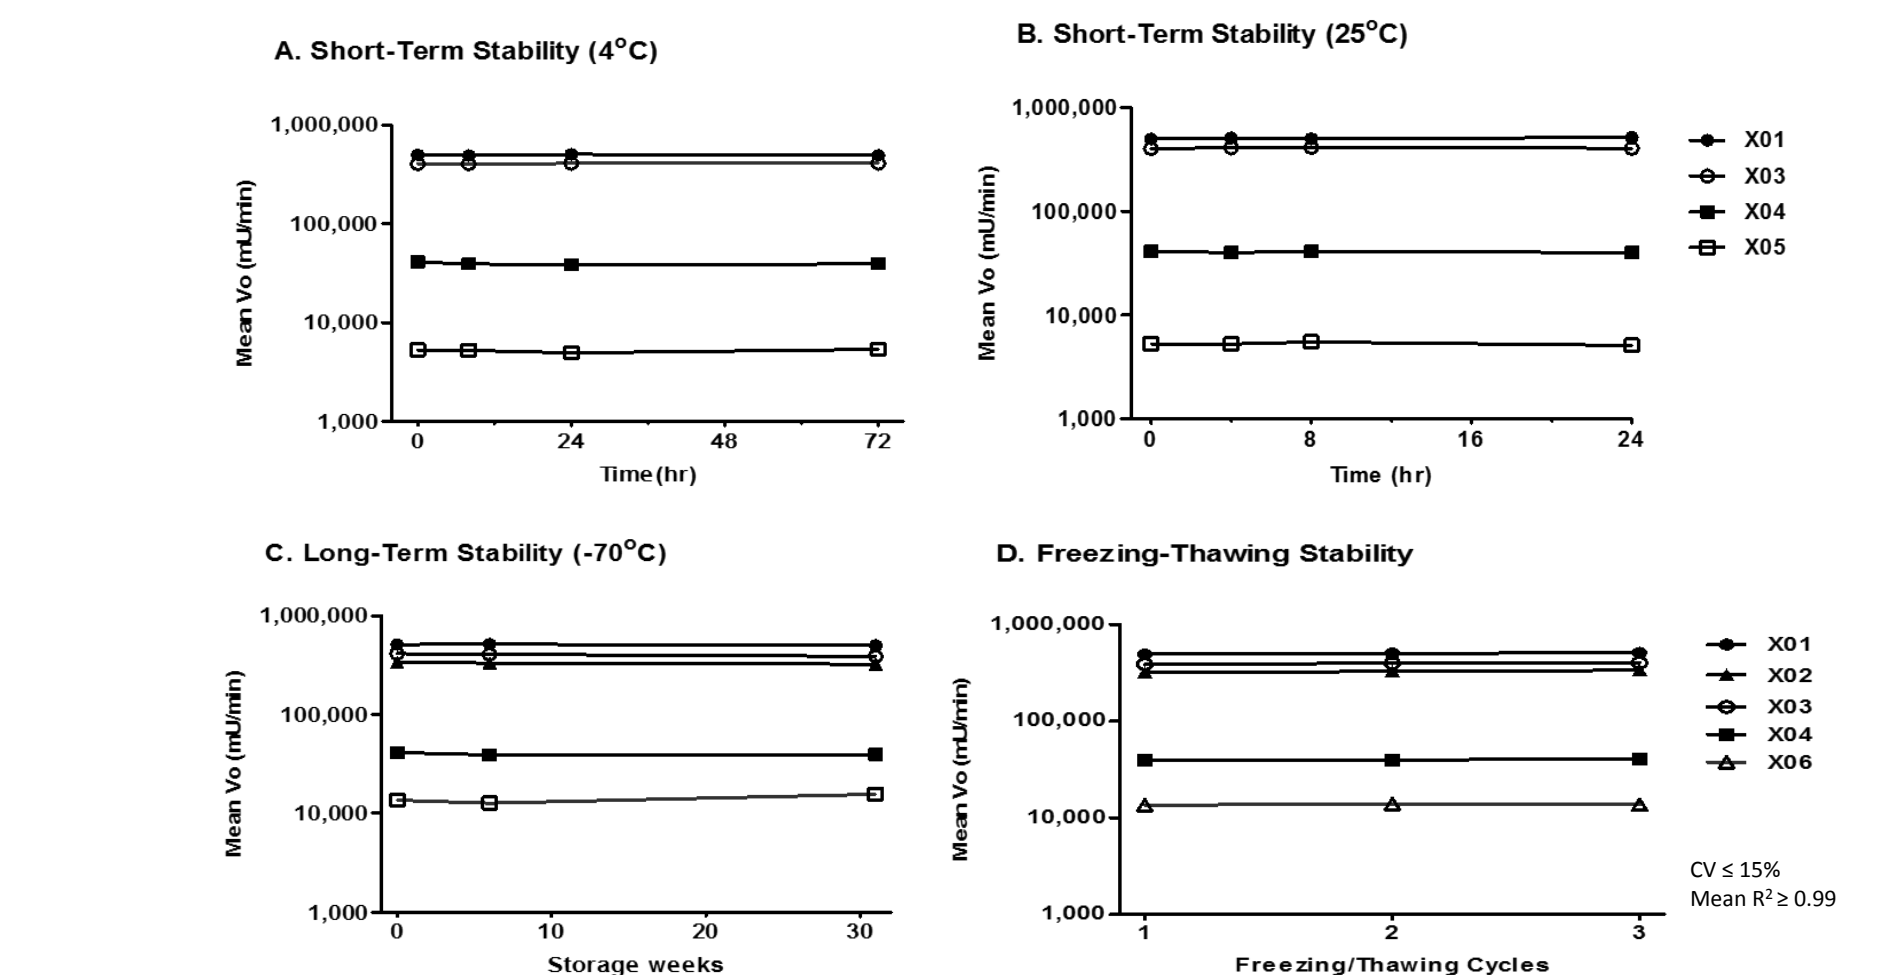 A. Short-Term Stability (4°C)
1,000,000
100,000
10,000
1,000
Mean Vo (mU/min)
0 24 48 72
Time (hr)
B. Short-Term Stability (25°C)
1,000,000
100,000
10,000
1,000
Mean Vo (mU/min)
0 8 16 24
Time (hr)
X01
X03
X04
X05
C. Long-Term Stability (-70°C)
1,000,000
100,000
10,000
1,000
Mean Vo (mU/min)
0 10 20 30
Storage weeks
D. Freezing-Thawing Stability
1,000,000
100,000
10,000
1,000
Mean Vo (mU/min)
1 2 3
Freezing/Thawing Cycles
X01
X02
X03
X04
X06
CV ≤ 15%
Mean R² ≥ 0.99